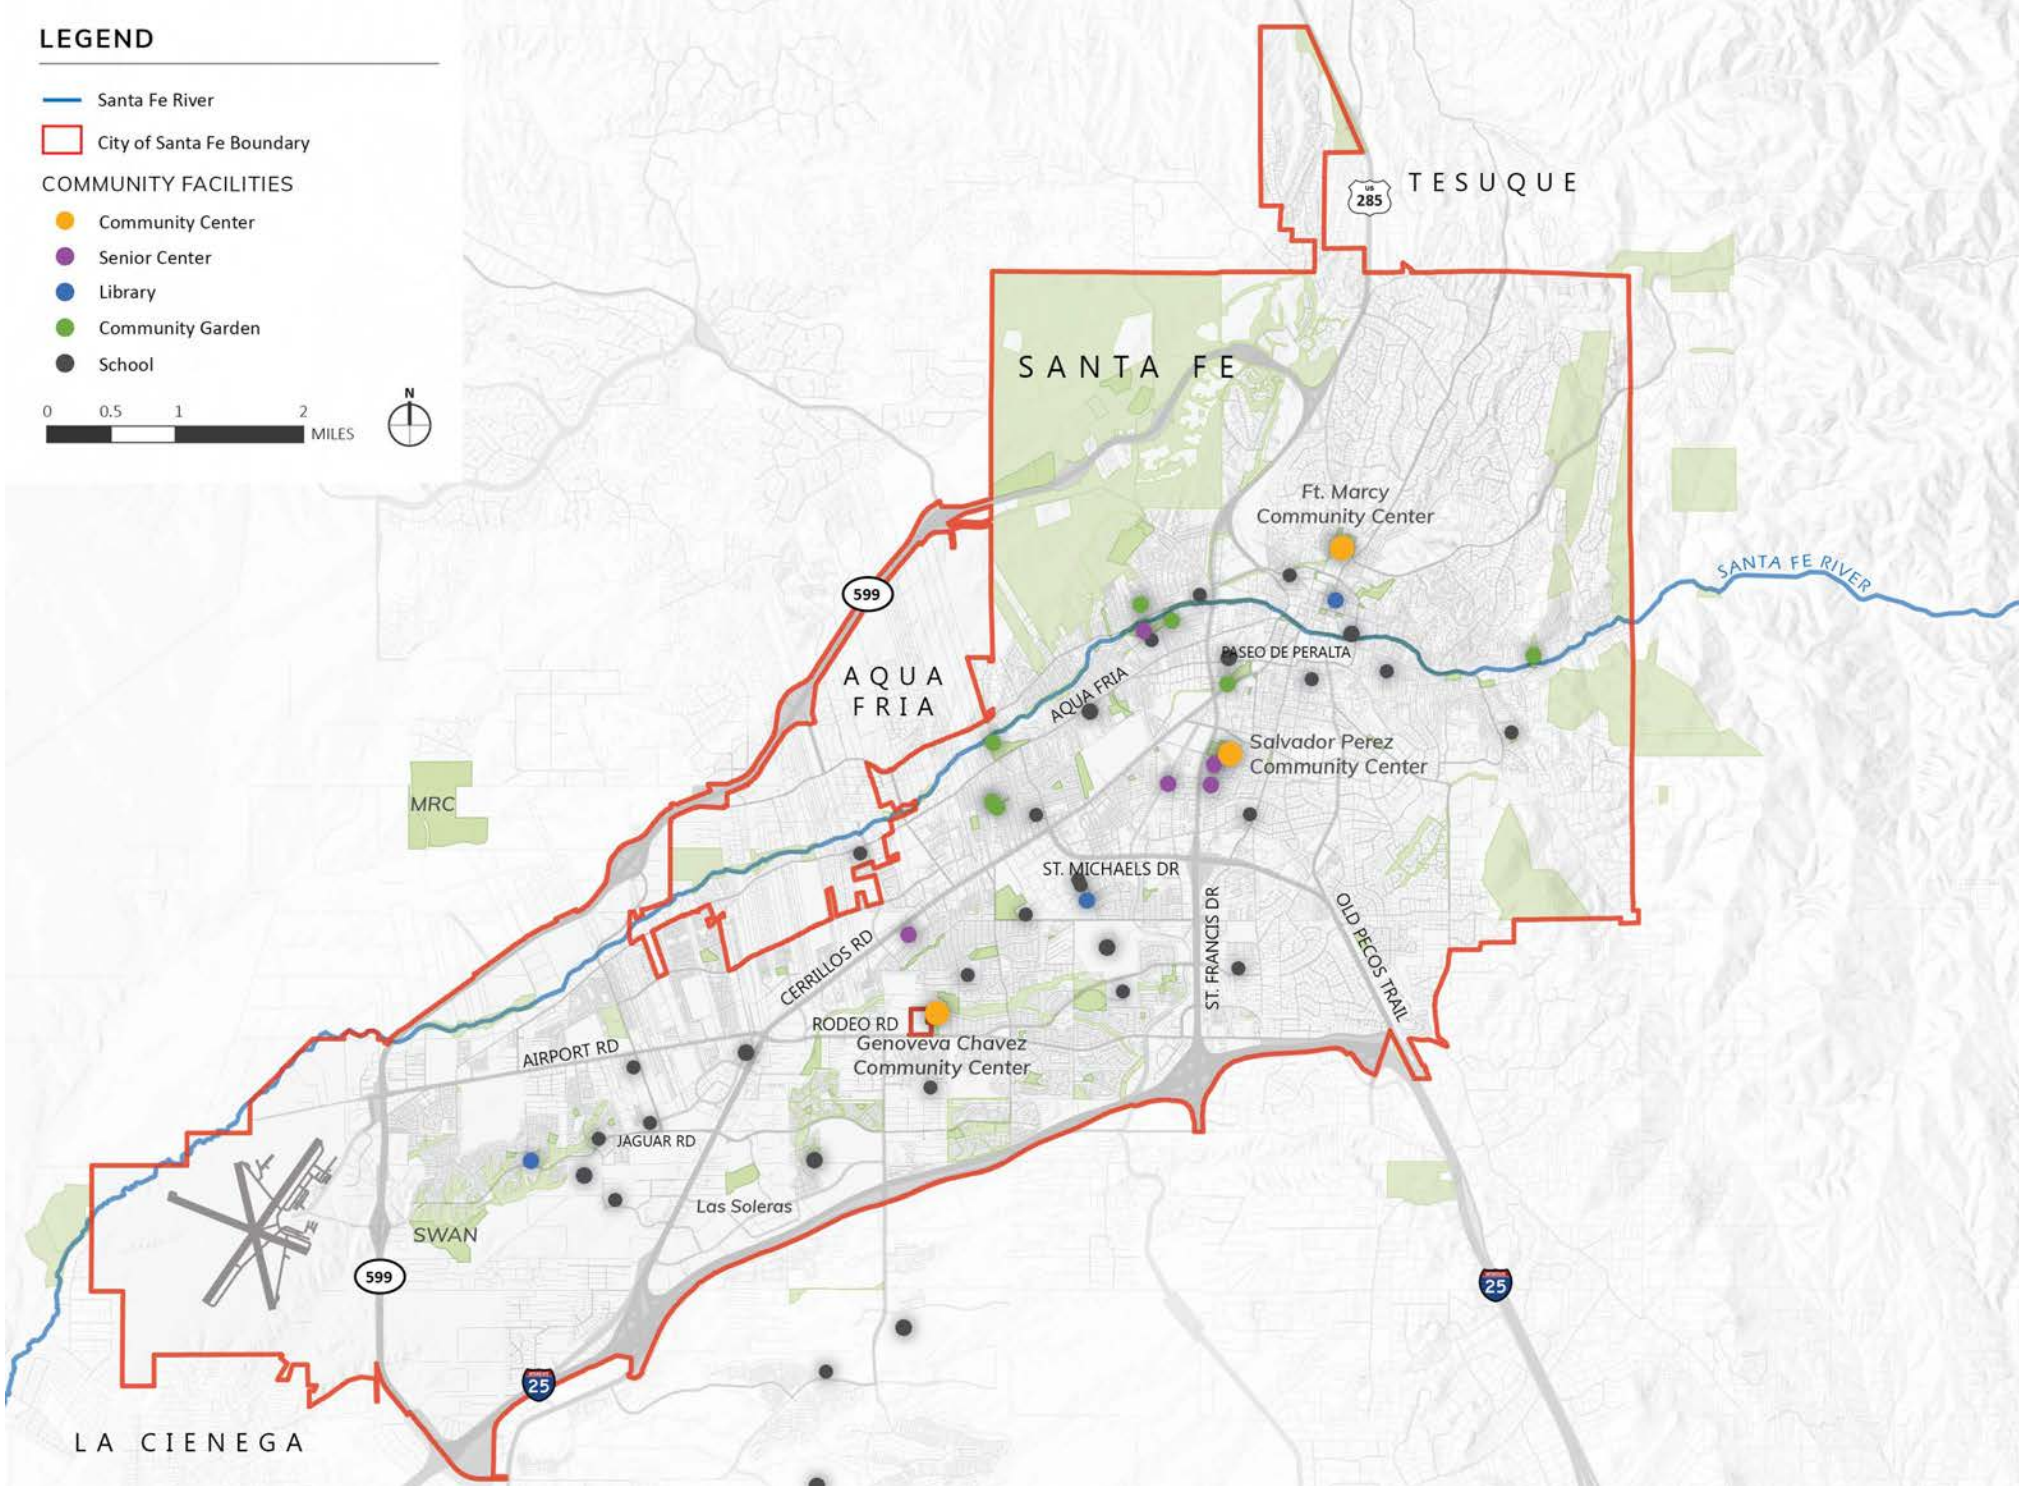 LEGEND
Santa Fe River
City of Santa Fe Boundary
COMMUNITY FACILITIES
Community Center
Senior Center
Library
Community Garden
School
0 0.5 1 2
MILES
N
US
285
TESUQUE
SANTA FE
Ft. Marcy
Community Center
SANTA FE RIVER
599
AQUA
FRIA
AQUA FRIA
PASEO DE PERALTA
Salvador Perez
Community Center
MRC
ST. MICHAELS DR
ST. FRANCIS DR
OLD PECOS TRAIL
CERRILLOS RD
RODEO RD
Genoveva Chavez
Community Center
AIRPORT RD
JAGUAR RD
Las Soleras
SWAN
599
25
25
LA CIENEGA